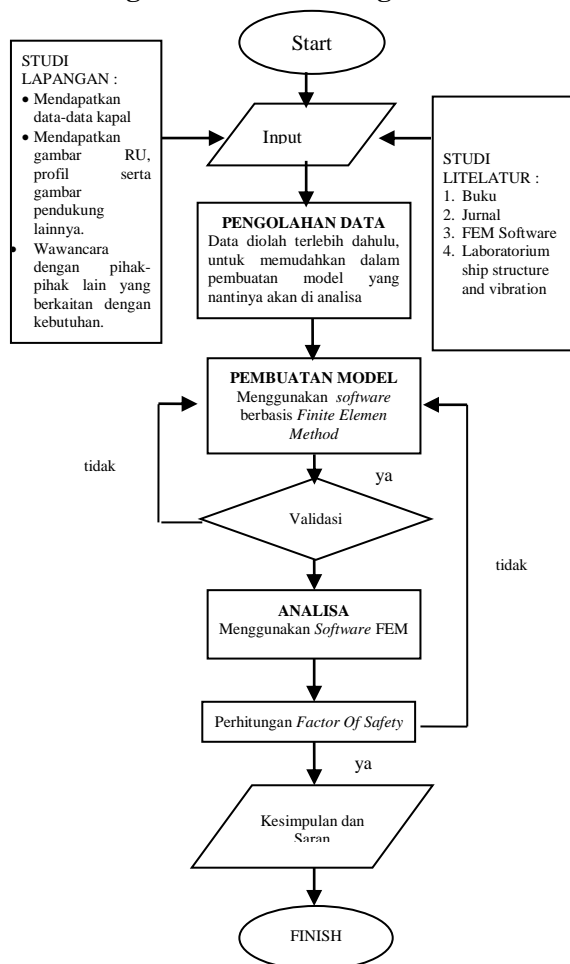 Start
STUDI
LAPANGAN :
• Mendapatkan
data-data kapal
• Mendapatkan
gambar RU,
profil serta
gambar
pendukung
lainnya.
• Wawancara
dengan pihak-
pihak lain yang
berkaitan dengan
kebutuhan.
Input
STUDI
LITELATUR :
1. Buku
2. Jurnal
3. FEM Software
4. Laboratorium
ship structure
and vibration
PENGOLAHAN DATA
Data diolah terlebih dahulu,
untuk memudahkan dalam
pembuatan model yang
nantinya akan di analisa
PEMBUATAN MODEL
Menggunakan software
berbasis Finite Elemen
Method
tidak
ya
Validasi
tidak
ANALISA
Menggunakan Software FEM
Perhitungan Factor Of Safety
ya
Kesimpulan dan
Saran
FINISH